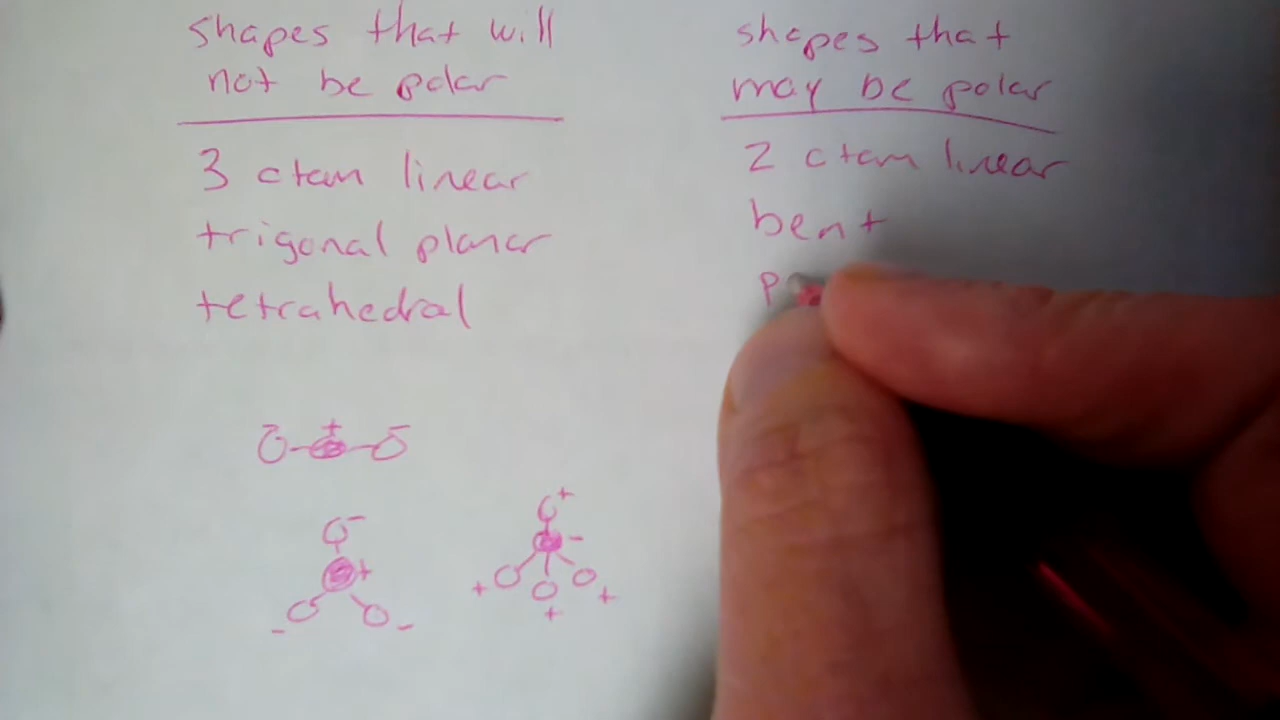 shapes that will
not be polar
3 atom linear
trigonal planar
tetrahedral
shapes that
may be polar
2 atom linear
bent
p
- + -
-
+
- -
+
-
+ +
+